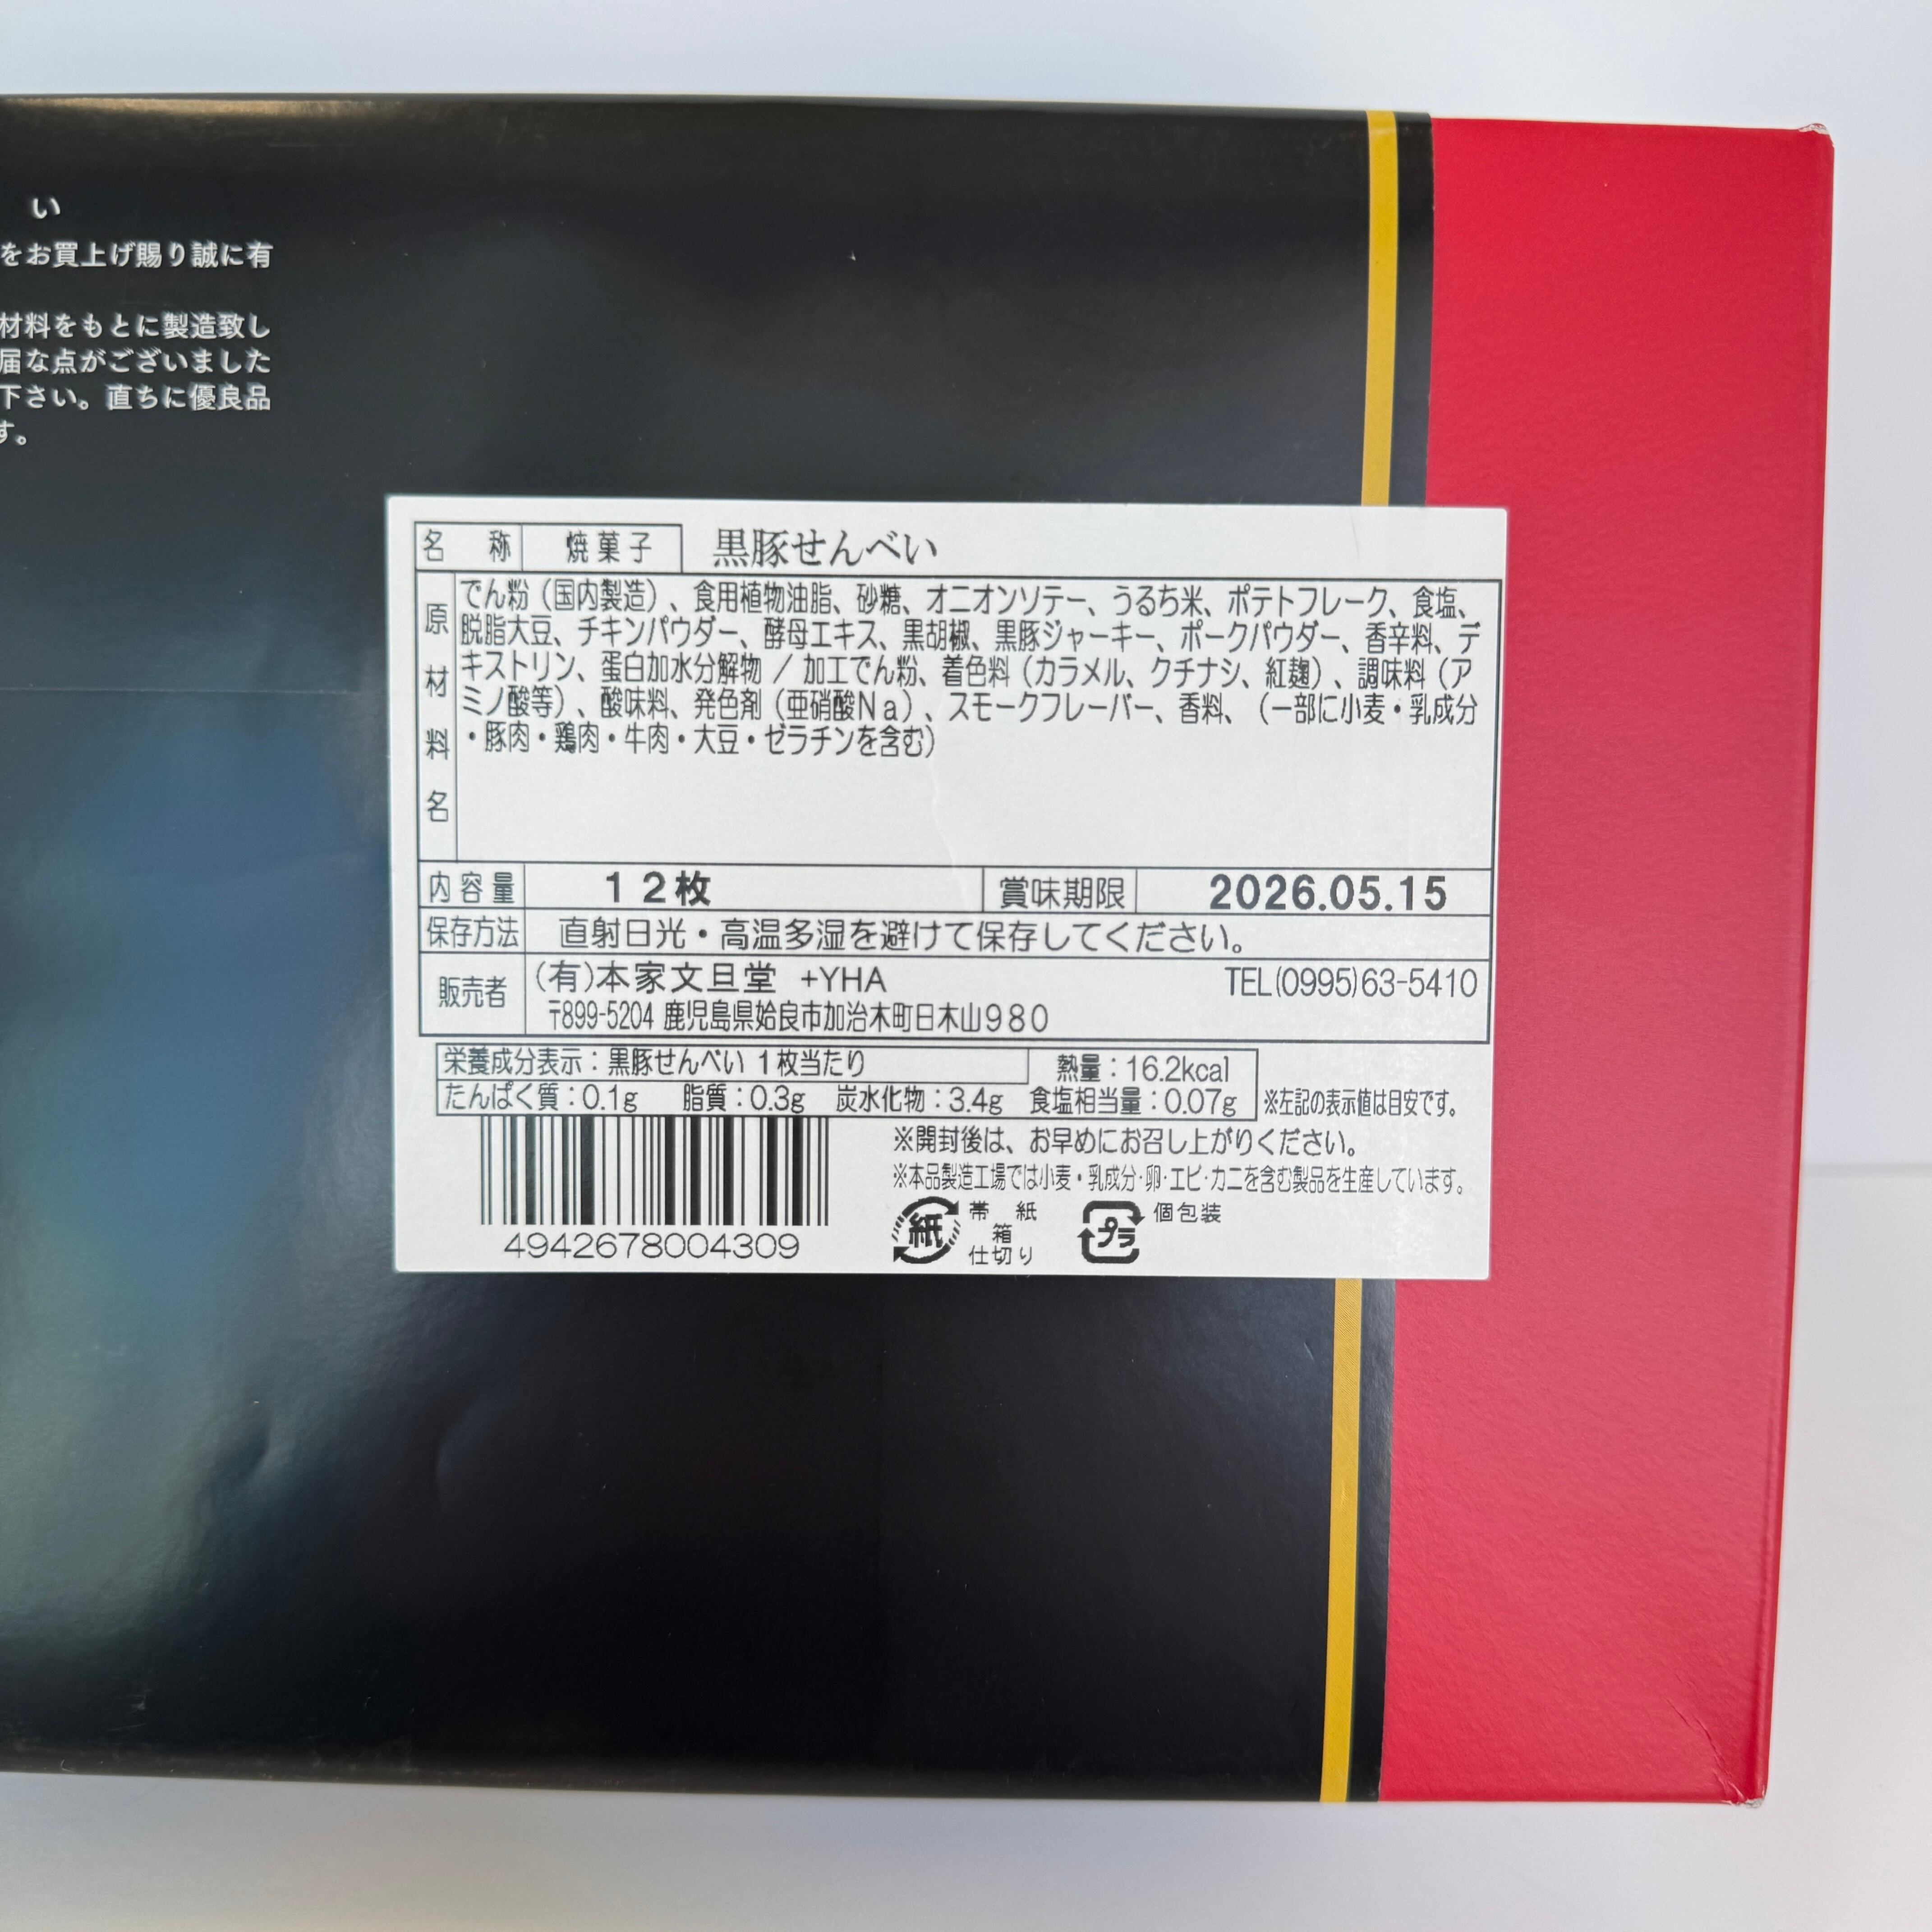 い
をお買上げ賜り誠に有
材料をもとに製造致し
届な点がございました
下さい。直ちに優良品
す。
名 称 焼菓子 黒豚せんべい
原材料名
でん粉（国内製造）、食用植物油脂、砂糖、オニオンソテー、うるち米、ポテトフレーク、食塩、
脱脂大豆、チキンパウダー、酵母エキス、黒胡椒、黒豚ジャーキー、ポークパウダー、香辛料、デ
キストリン、蛋白加水分解物 / 加工でん粉、着色料（カラメル、クチナシ、紅麹）、調味料（ア
ミノ酸等）、酸味料、発色剤（亜硝酸Ｎａ）、スモークフレーバー、香料、（一部に小麦・乳成分
・豚肉・鶏肉・牛肉・大豆・ゼラチンを含む）
内容量 １２枚 賞味期限 2026.05.15
保存方法 直射日光・高温多湿を避けて保存してください。
販売者 (有)本家文旦堂 +YHA TEL(0995)63-5410
〒899-5204 鹿児島県姶良市加治木町日木山９８０
栄養成分表示：黒豚せんべい １枚当たり 熱量：16.2kcal
たんぱく質：0.1g 脂質：0.3g 炭水化物：3.4g 食塩相当量：0.07g ※左記の表示値は目安です。
※開封後は、お早めにお召し上がりください。
※本品製造工場では小麦・乳成分・卵・エビ・カニを含む製品を生産しています。
紙 帯 紙 プラ 個包装
箱
仕切り
4942678004309